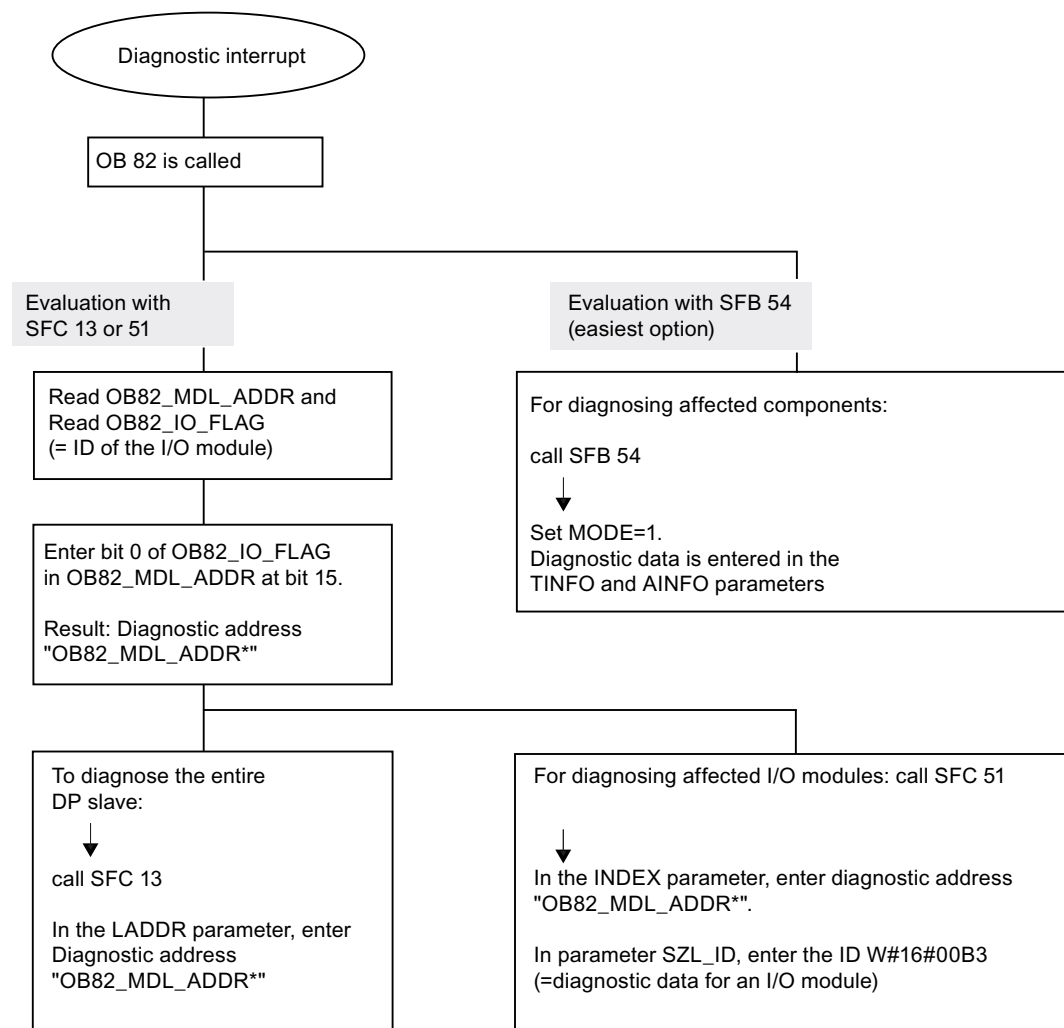 Diagnostic interrupt
OB 82 is called
Evaluation with
SFC 13 or 51
Evaluation with SFB 54
(easiest option)
Read OB82_MDL_ADDR and
Read OB82_IO_FLAG
(= ID of the I/O module)
For diagnosing affected components:
call SFB 54
Set MODE=1.
Diagnostic data is entered in the
TINFO and AINFO parameters
Enter bit 0 of OB82_IO_FLAG
in OB82_MDL_ADDR at bit 15.
Result: Diagnostic address
"OB82_MDL_ADDR*"
To diagnose the entire
DP slave:
call SFC 13
In the LADDR parameter, enter
Diagnostic address
"OB82_MDL_ADDR*"
For diagnosing affected I/O modules: call SFC 51
In the INDEX parameter, enter diagnostic address
"OB82_MDL_ADDR*".
In parameter SZL_ID, enter the ID W#16#00B3
(=diagnostic data for an I/O module)